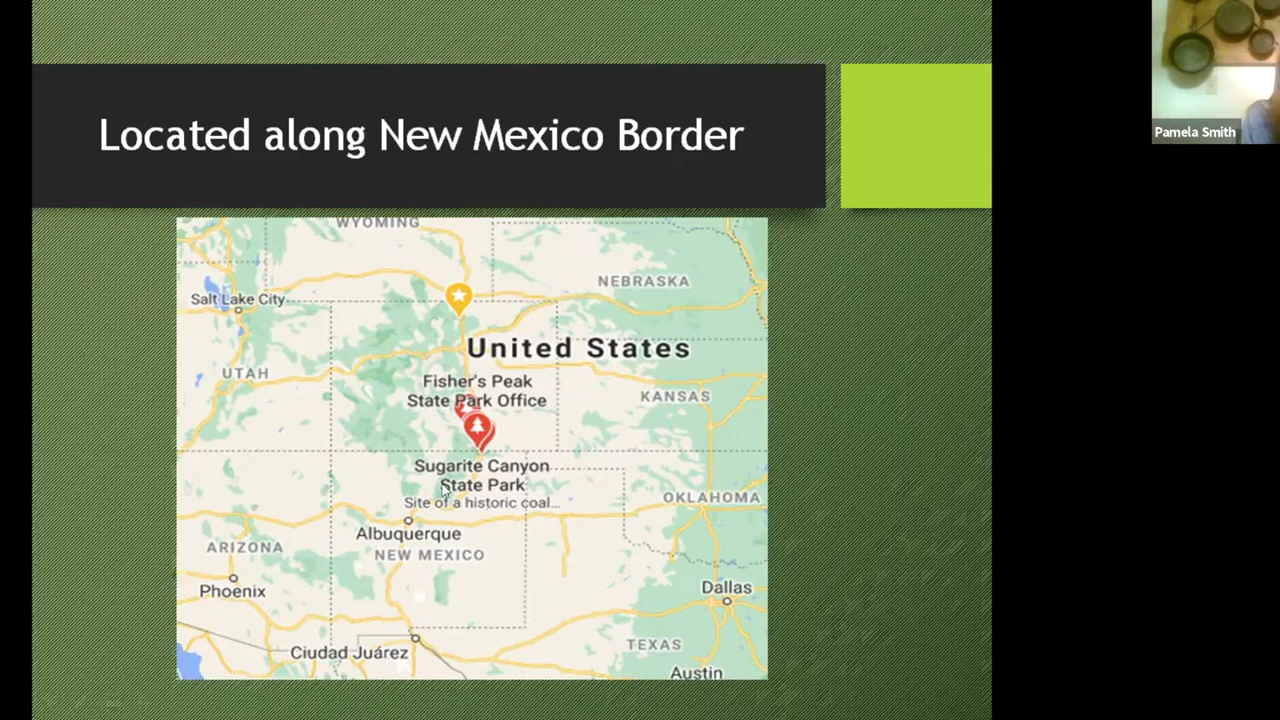 Located along New Mexico Border
Pamela Smith
WYOMING
NEBRASKA
Salt Lake City
United States
UTAH
Fisher's Peak
State Park Office
KANSAS
Sugarite Canyon
State Park
Site of a historic coal...
OKLAHOMA
Albuquerque
ARIZONA
NEW MEXICO
Phoenix
Dallas
TEXAS
Ciudad Juárez
Austin